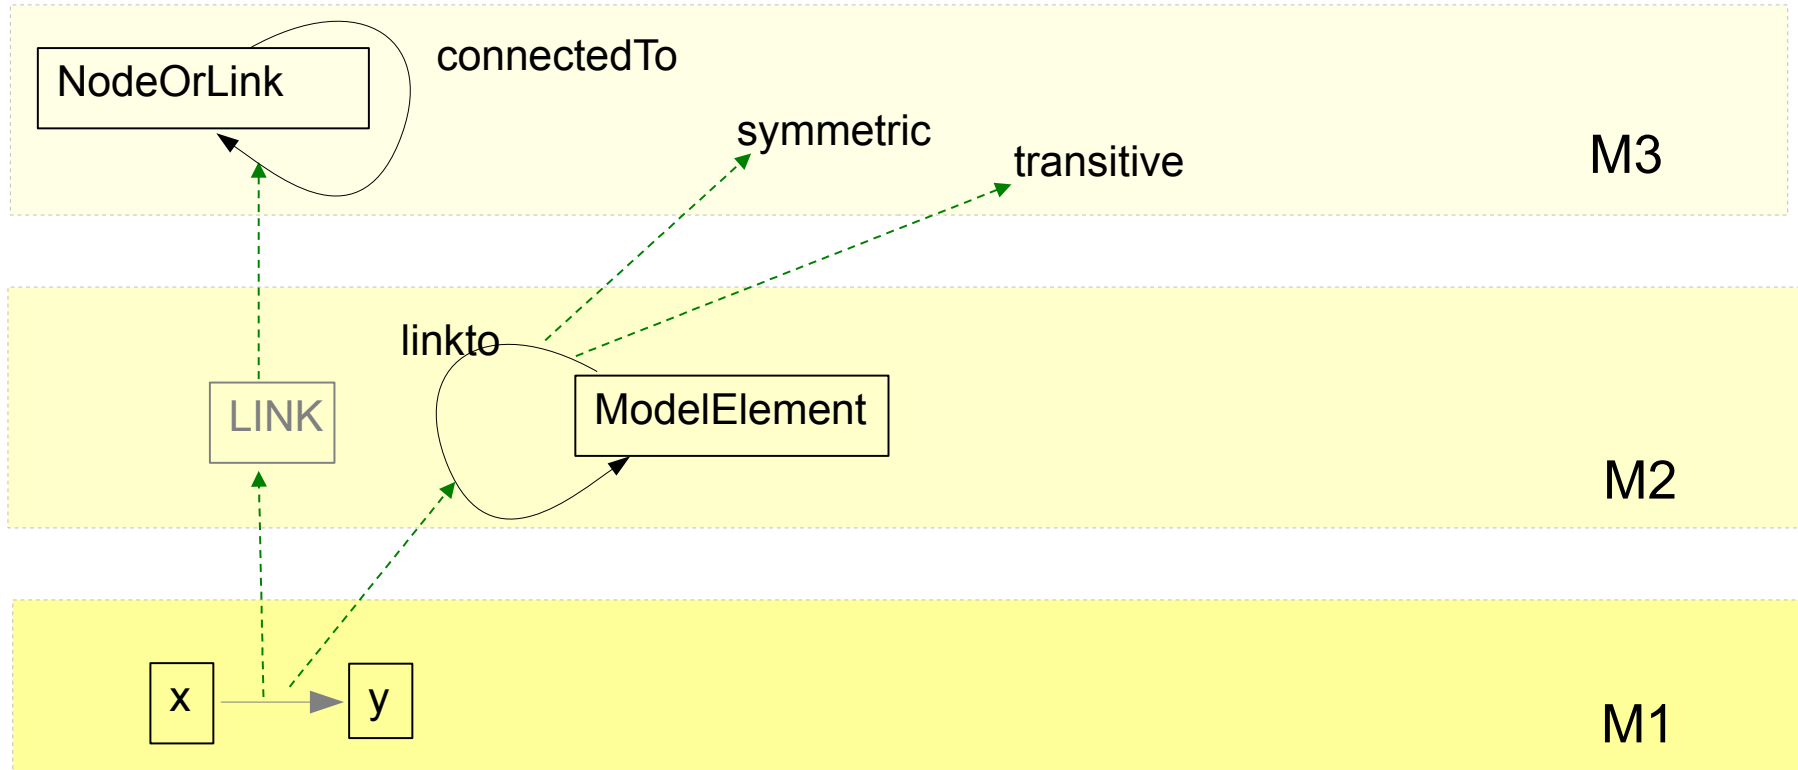 connectedTo
NodeOrLink
symmetric
transitive
M3
linkto
LINK
ModelElement
M2
x
y
M1